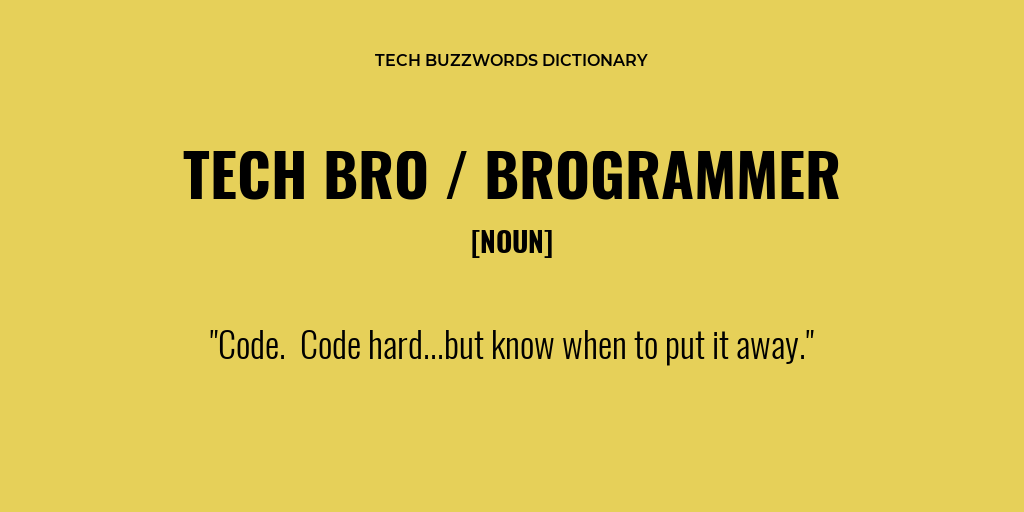 TECH BUZZWORDS DICTIONARY
TECH BRO / BROGRAMMER
[NOUN]
"Code.  Code hard...but know when to put it away."